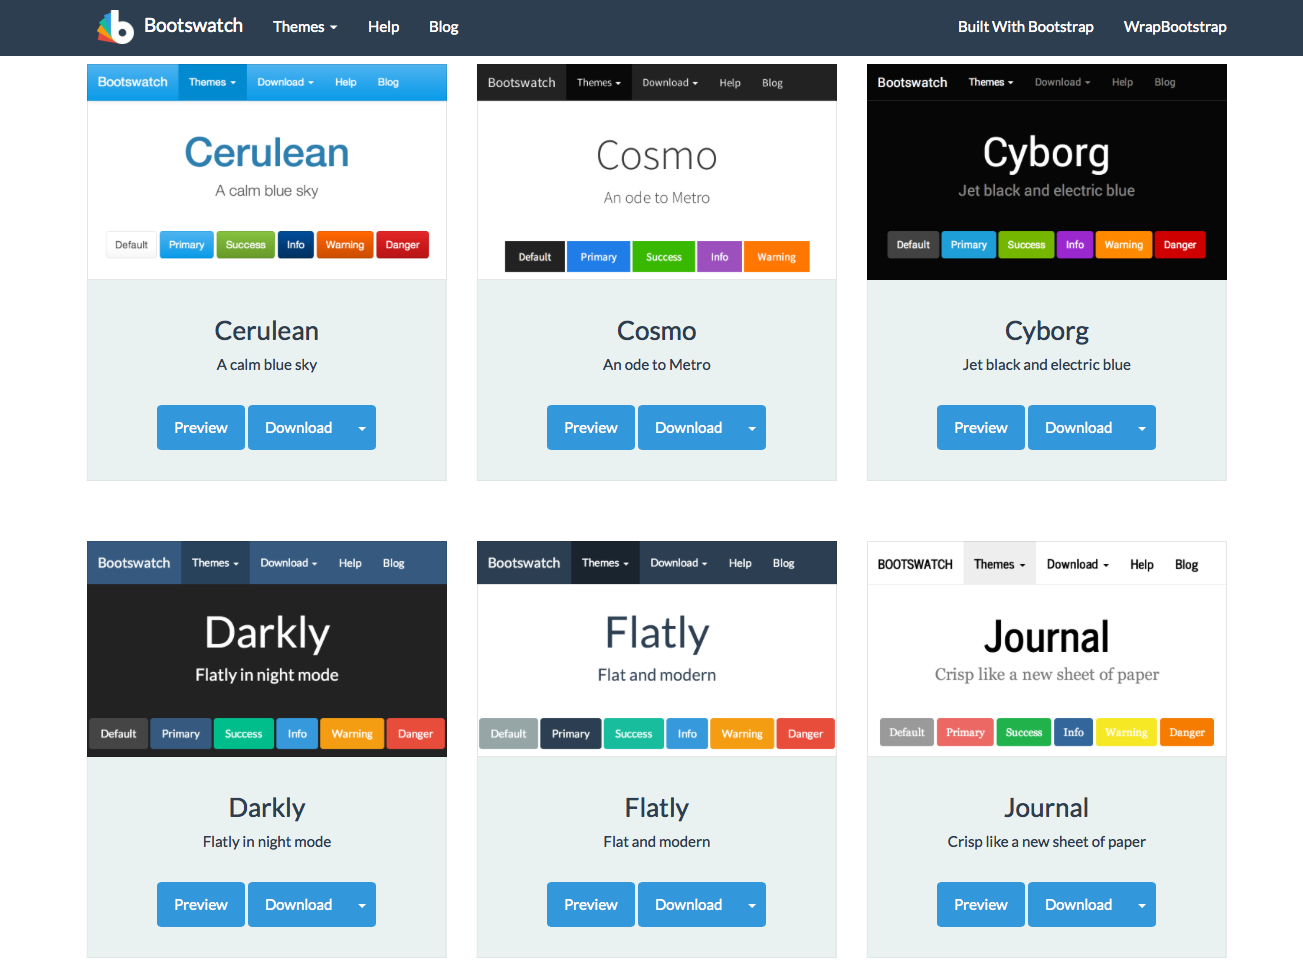 Bootswatch Themes Help Blog Built With Bootstrap WrapBootstrap
Bootswatch Themes Download Help Blog
Cerulean
A calm blue sky
Default Primary Success Info Warning Danger
Cerulean
A calm blue sky
Preview Download
Bootswatch Themes Download Help Blog
Cosmo
An ode to Metro
Default Primary Success Info Warning
Cosmo
An ode to Metro
Preview Download
Bootswatch Themes Download Help Blog
Cyborg
Jet black and electric blue
Default Primary Success Info Warning Danger
Cyborg
Jet black and electric blue
Preview Download
Bootswatch Themes Download Help Blog
Darkly
Flatly in night mode
Default Primary Success Info Warning Danger
Darkly
Flatly in night mode
Preview Download
Bootswatch Themes Download Help Blog
Flatly
Flat and modern
Default Primary Success Info Warning Danger
Flatly
Flat and modern
Preview Download
BOOTSWATCH Themes Download Help Blog
Journal
Crisp like a new sheet of paper
Default Primary Success Info Warning Danger
Journal
Crisp like a new sheet of paper
Preview Download